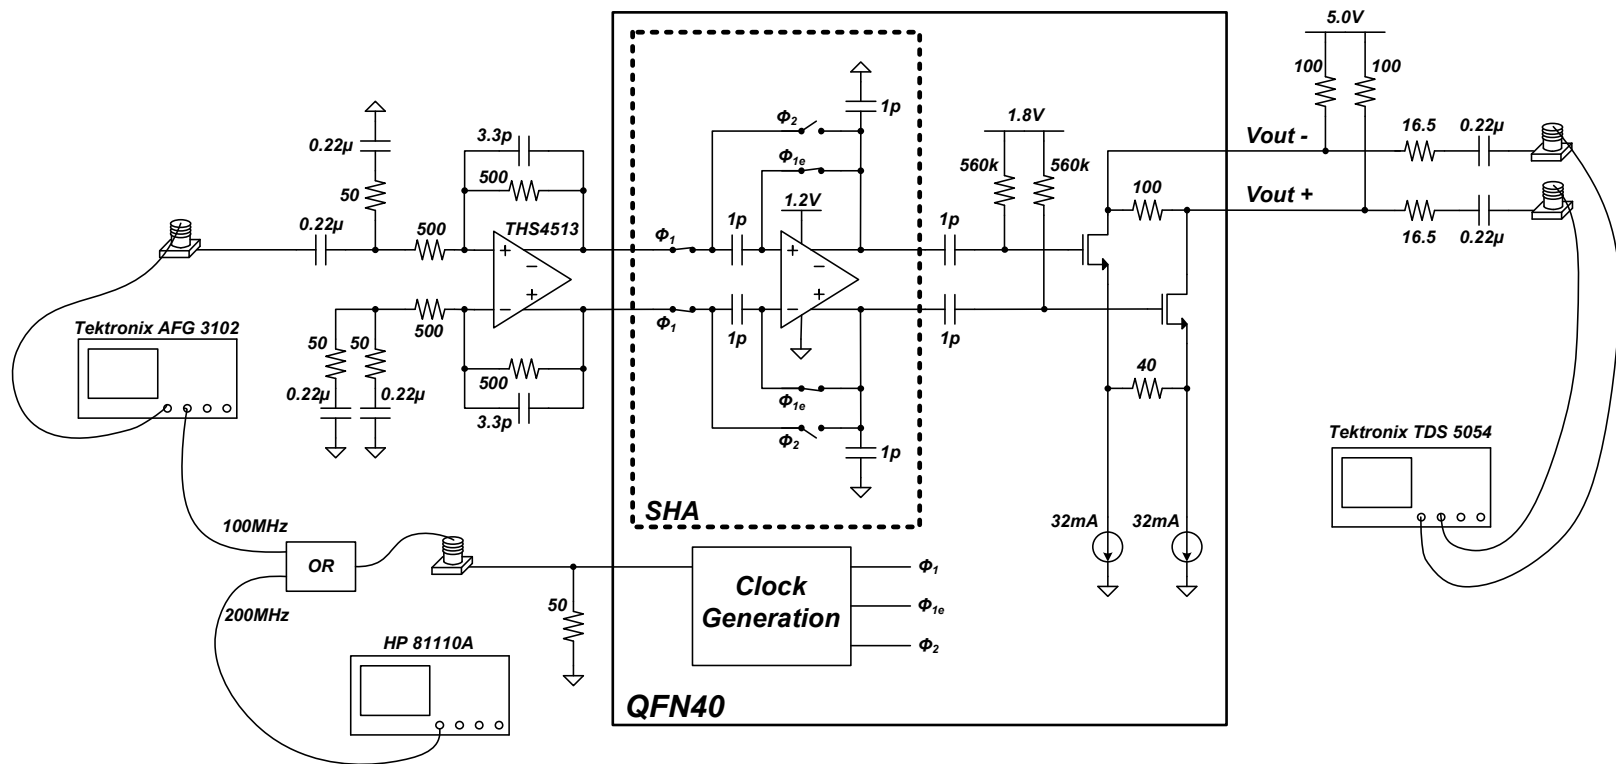 5.0V
100
100
1p
Φ2
3.3p
1.8V
0.22µ
16.5
0.22µ
Vout -
Φ1e
560k
560k
50
500
100
1.2V
Vout +
0.22µ
500
THS4513
Φ1
1p
1p
16.5
0.22µ
+
−
+
−
+
−
+
−
500
Φ1
1p
1p
Tektronix AFG 3102
50
50
500
40
0.22µ
0.22µ
3.3p
Φ1e
Φ2
1p
Tektronix TDS 5054
SHA
100MHz
32mA
32mA
OR
Clock
Generation
Φ1
Φ1e
Φ2
200MHz
50
HP 81110A
QFN40